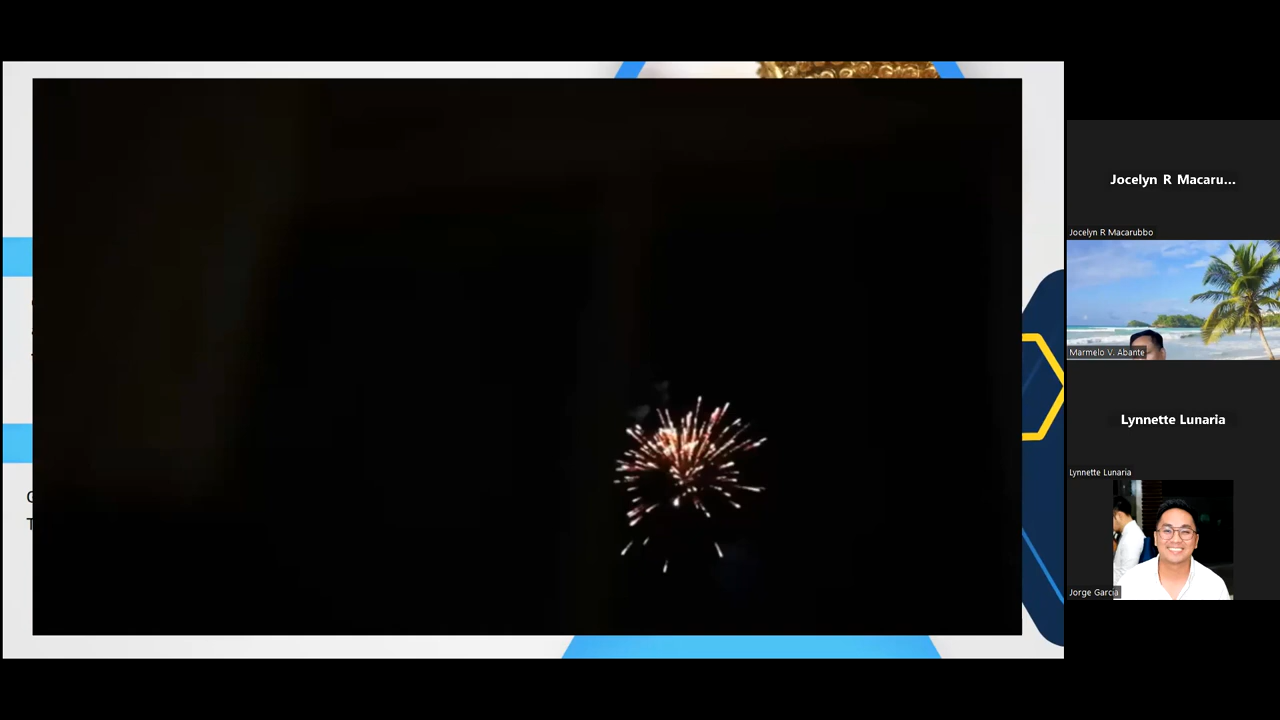 Jocelyn R Macaru...
Jocelyn R Macarubbo
Marmelo V. Abante
Lynnette Lunaria
Lynnette Lunaria
Jorge Garcia